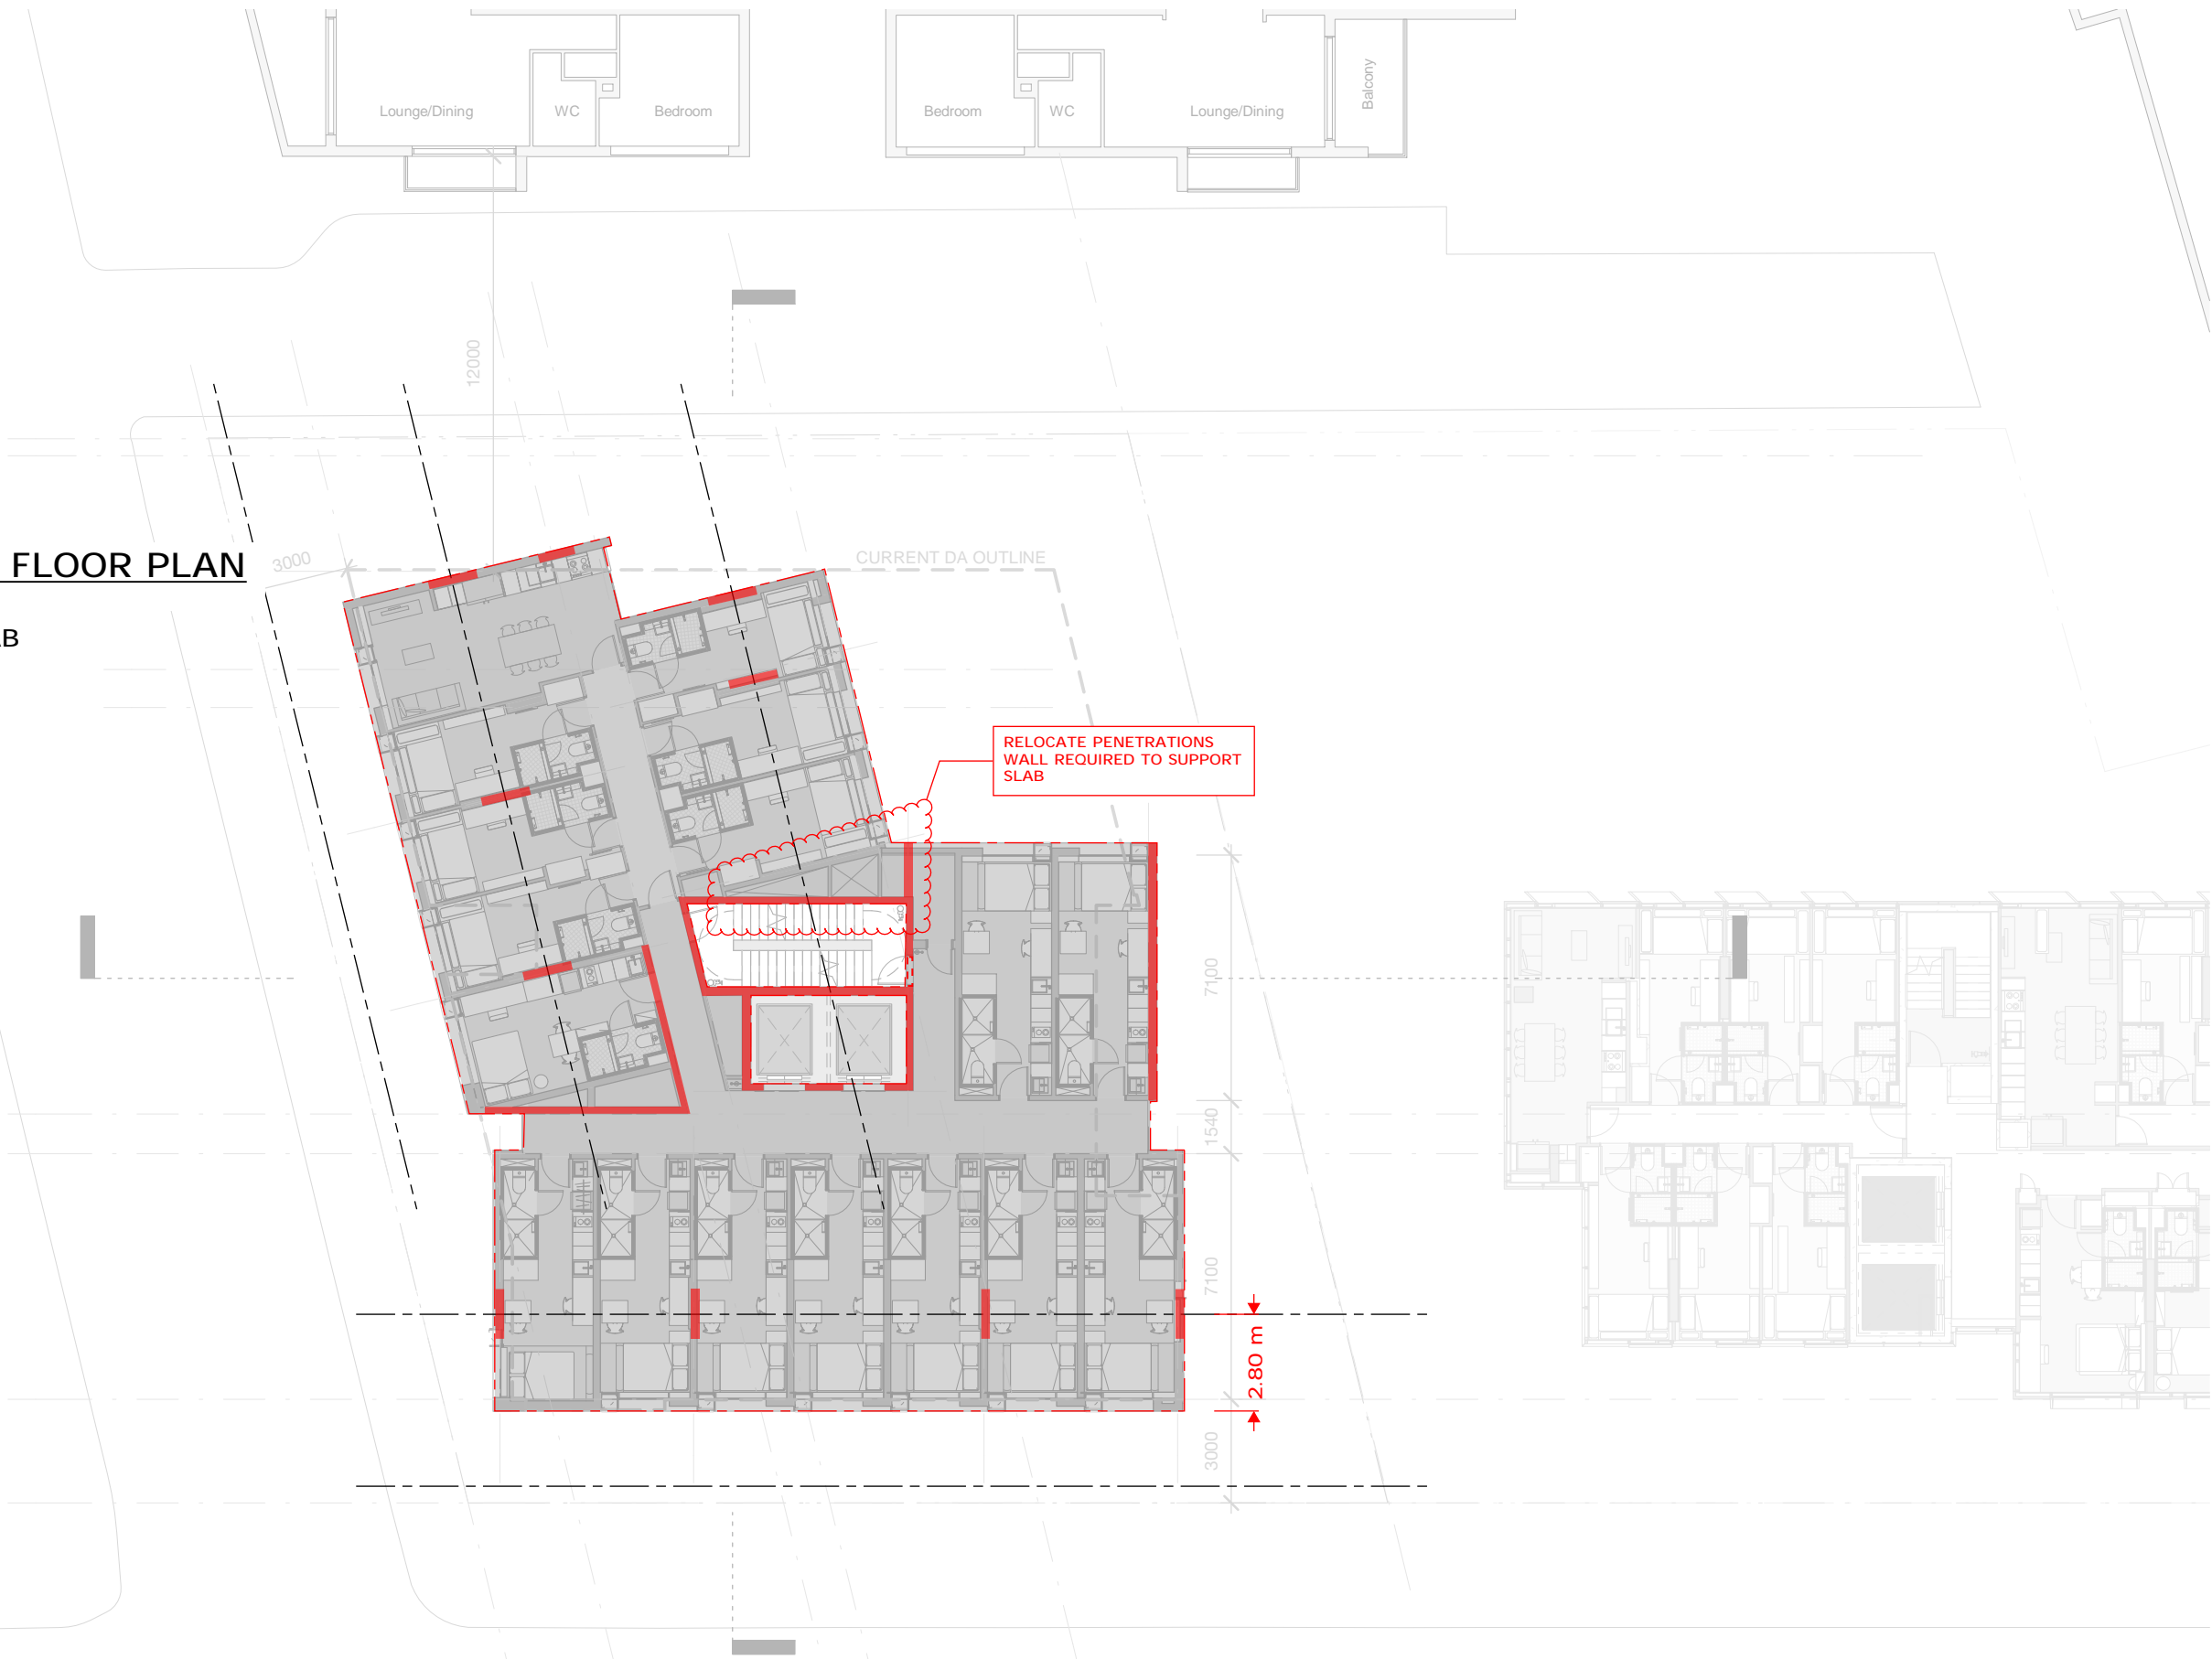 Lounge/Dining
WC
Bedroom
Bedroom
WC
Lounge/Dining
Balcony
12000
FLOOR PLAN
3000
CURRENT DA OUTLINE
RELOCATE PENETRATIONS
WALL REQUIRED TO SUPPORT
SLAB
7100
1540
7100
2.80 m
3000